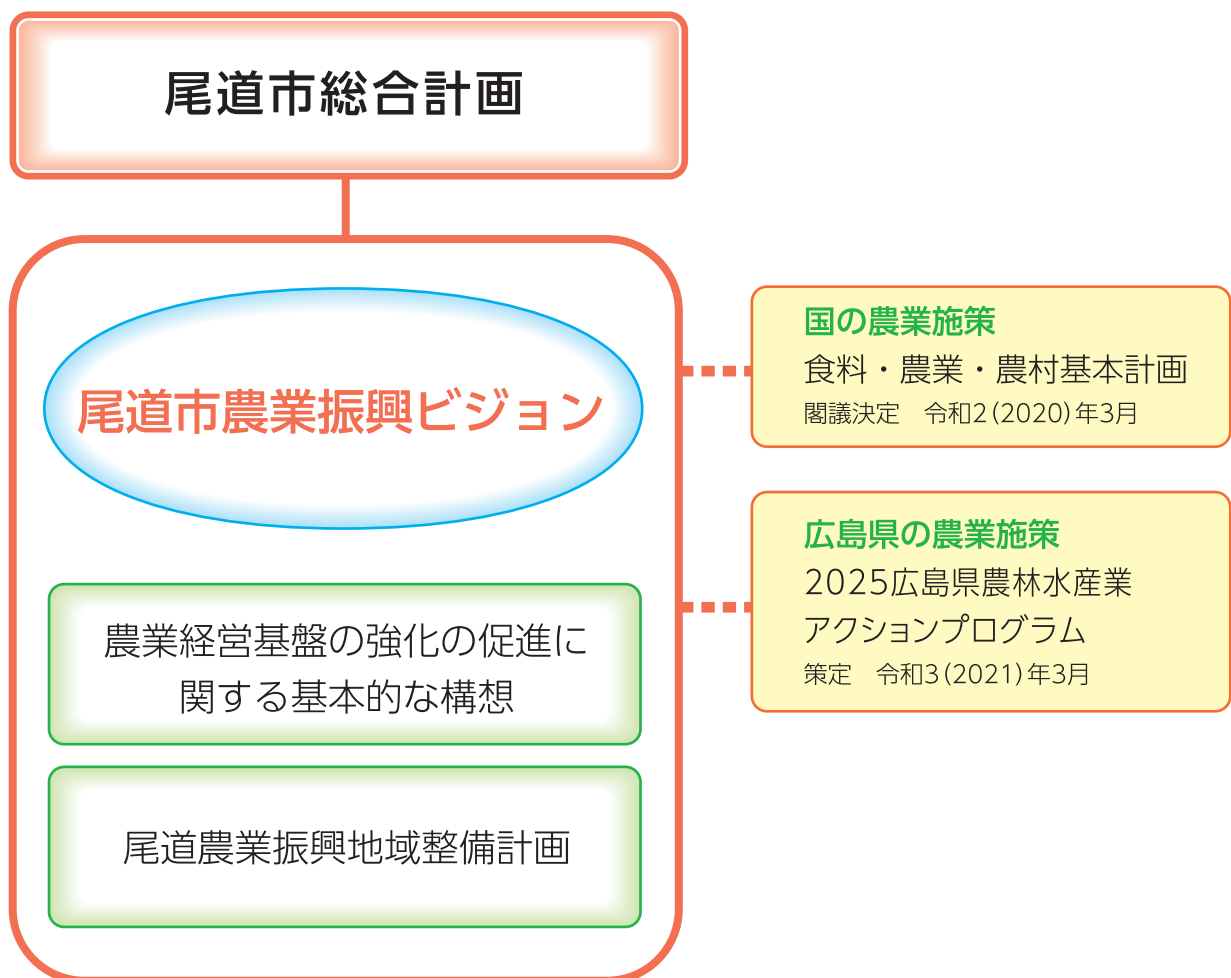 尾道市総合計画
尾道市農業振興ビジョン
農業経営基盤の強化の促進に
関する基本的な構想
尾道農業振興地域整備計画
国の農業施策
食料・農業・農村基本計画
閣議決定　令和2(2020)年3月
広島県の農業施策
2025広島県農林水産業
アクションプログラム
策定　令和3(2021)年3月